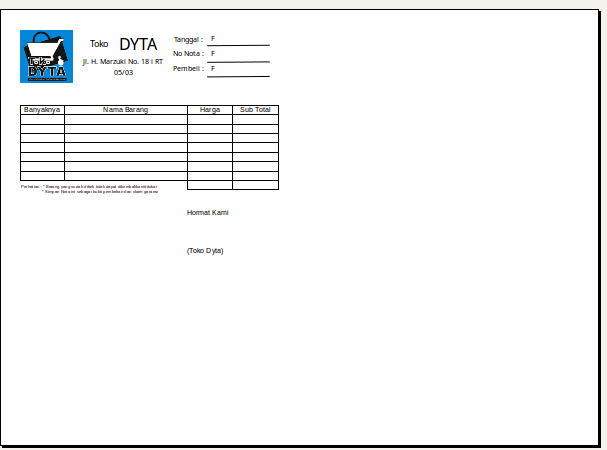 Toko
DYTA
Toko DYTA
Jl. H. Marzuki No. 18 I RT
05/03
Tanggal : F
No Nota : F
Pembeli : F
Banyaknya Nama Barang Harga Sub Total
Perhatian : * Barang yang sudah dibeli tidak dapat dikembalikan/ditukar
* Simpan Nota ini sebagai bukti pembelian dan claim garansi
Hormat Kami
(Toko Dyta)